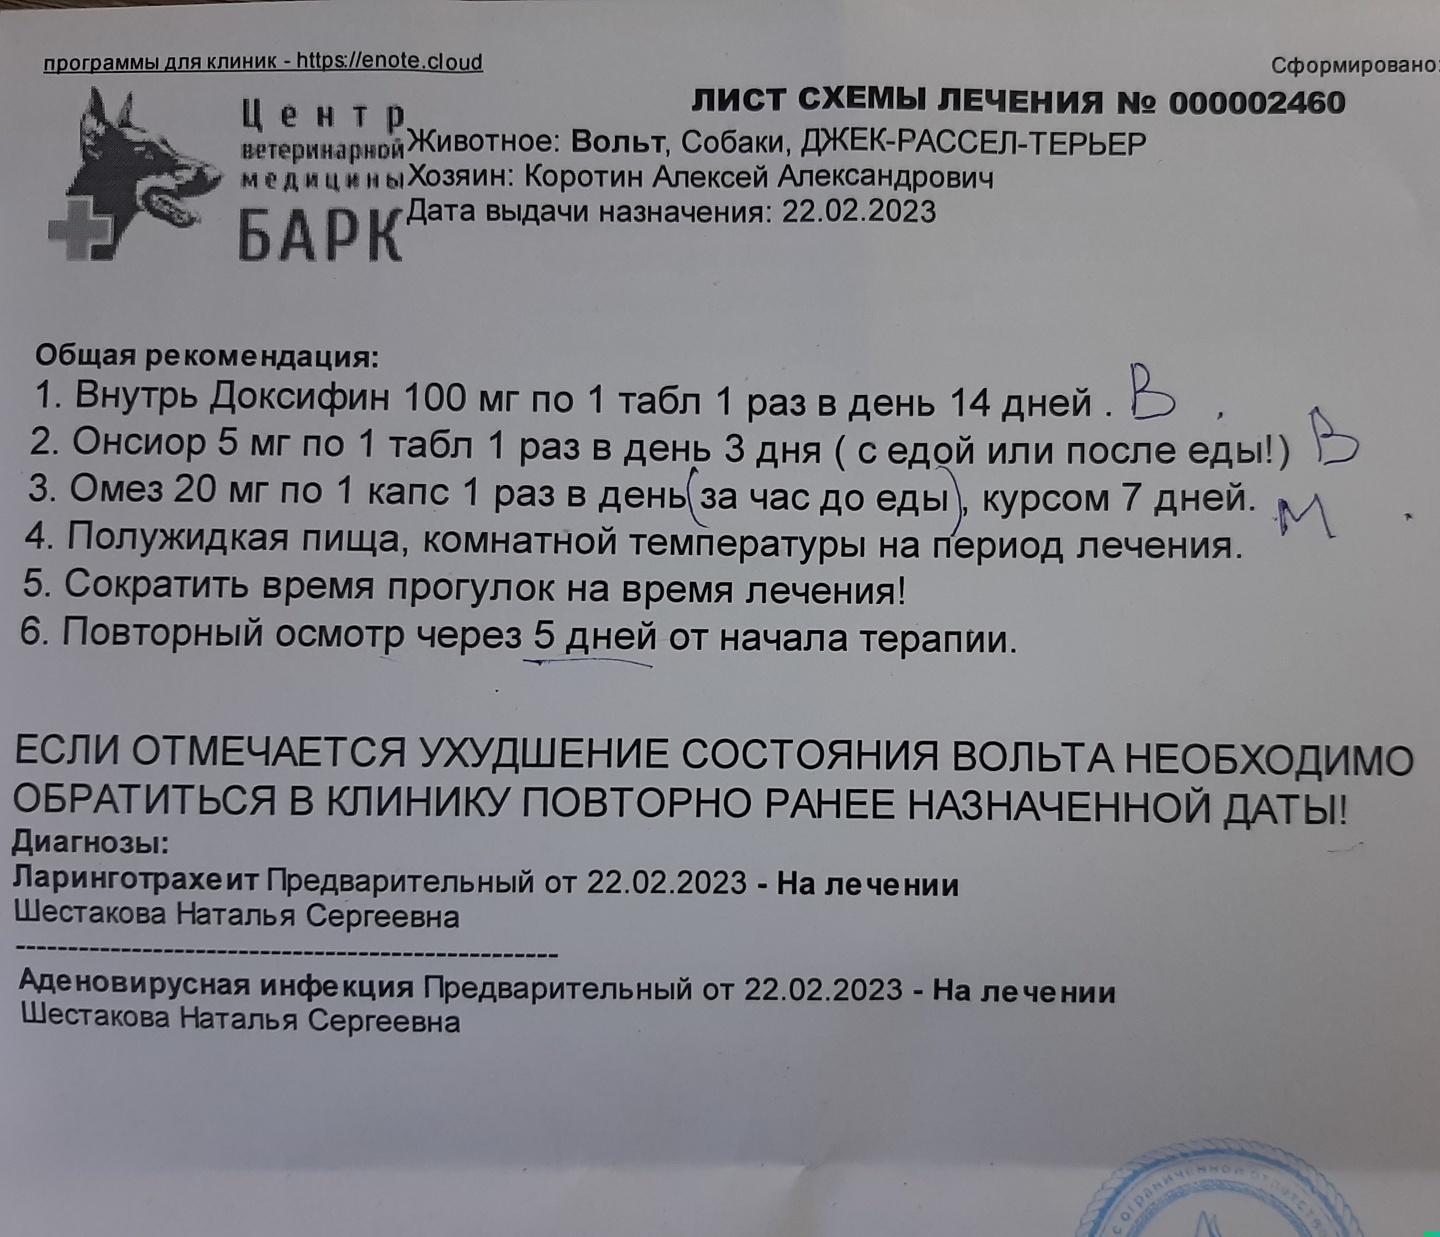 программы для клиник - https://enote.cloud
Сформировано:
ЛИСТ СХЕМЫ ЛЕЧЕНИЯ № 000002460
Центр
ветеринарной
медицины
БАРК
Животное: Вольт, Собаки, ДЖЕК-РАССЕЛ-ТЕРЬЕР
Хозяин: Коротин Алексей Александрович
Дата выдачи назначения: 22.02.2023
Общая рекомендация:
1. Внутрь Доксифин 100 мг по 1 табл 1 раз в день 14 дней . В
2. Онсиор 5 мг по 1 табл 1 раз в день 3 дня ( с едой или после еды!) В
3. Омез 20 мг по 1 капс 1 раз в день(за час до еды), курсом 7 дней. М
4. Полужидкая пища, комнатной температуры на период лечения.
5. Сократить время прогулок на время лечения!
6. Повторный осмотр через 5 дней от начала терапии.
ЕСЛИ ОТМЕЧАЕТСЯ УХУДШЕНИЕ СОСТОЯНИЯ ВОЛЬТА НЕОБХОДИМО
ОБРАТИТЬСЯ В КЛИНИКУ ПОВТОРНО РАНЕЕ НАЗНАЧЕННОЙ ДАТЫ!
Диагнозы:
Ларинготрахеит Предварительный от 22.02.2023 - На лечении
Шестакова Наталья Сергеевна
----------------------------------------------------
Аденовирусная инфекция Предварительный от 22.02.2023 - На лечении
Шестакова Наталья Сергеевна
с ограниченной ответстве